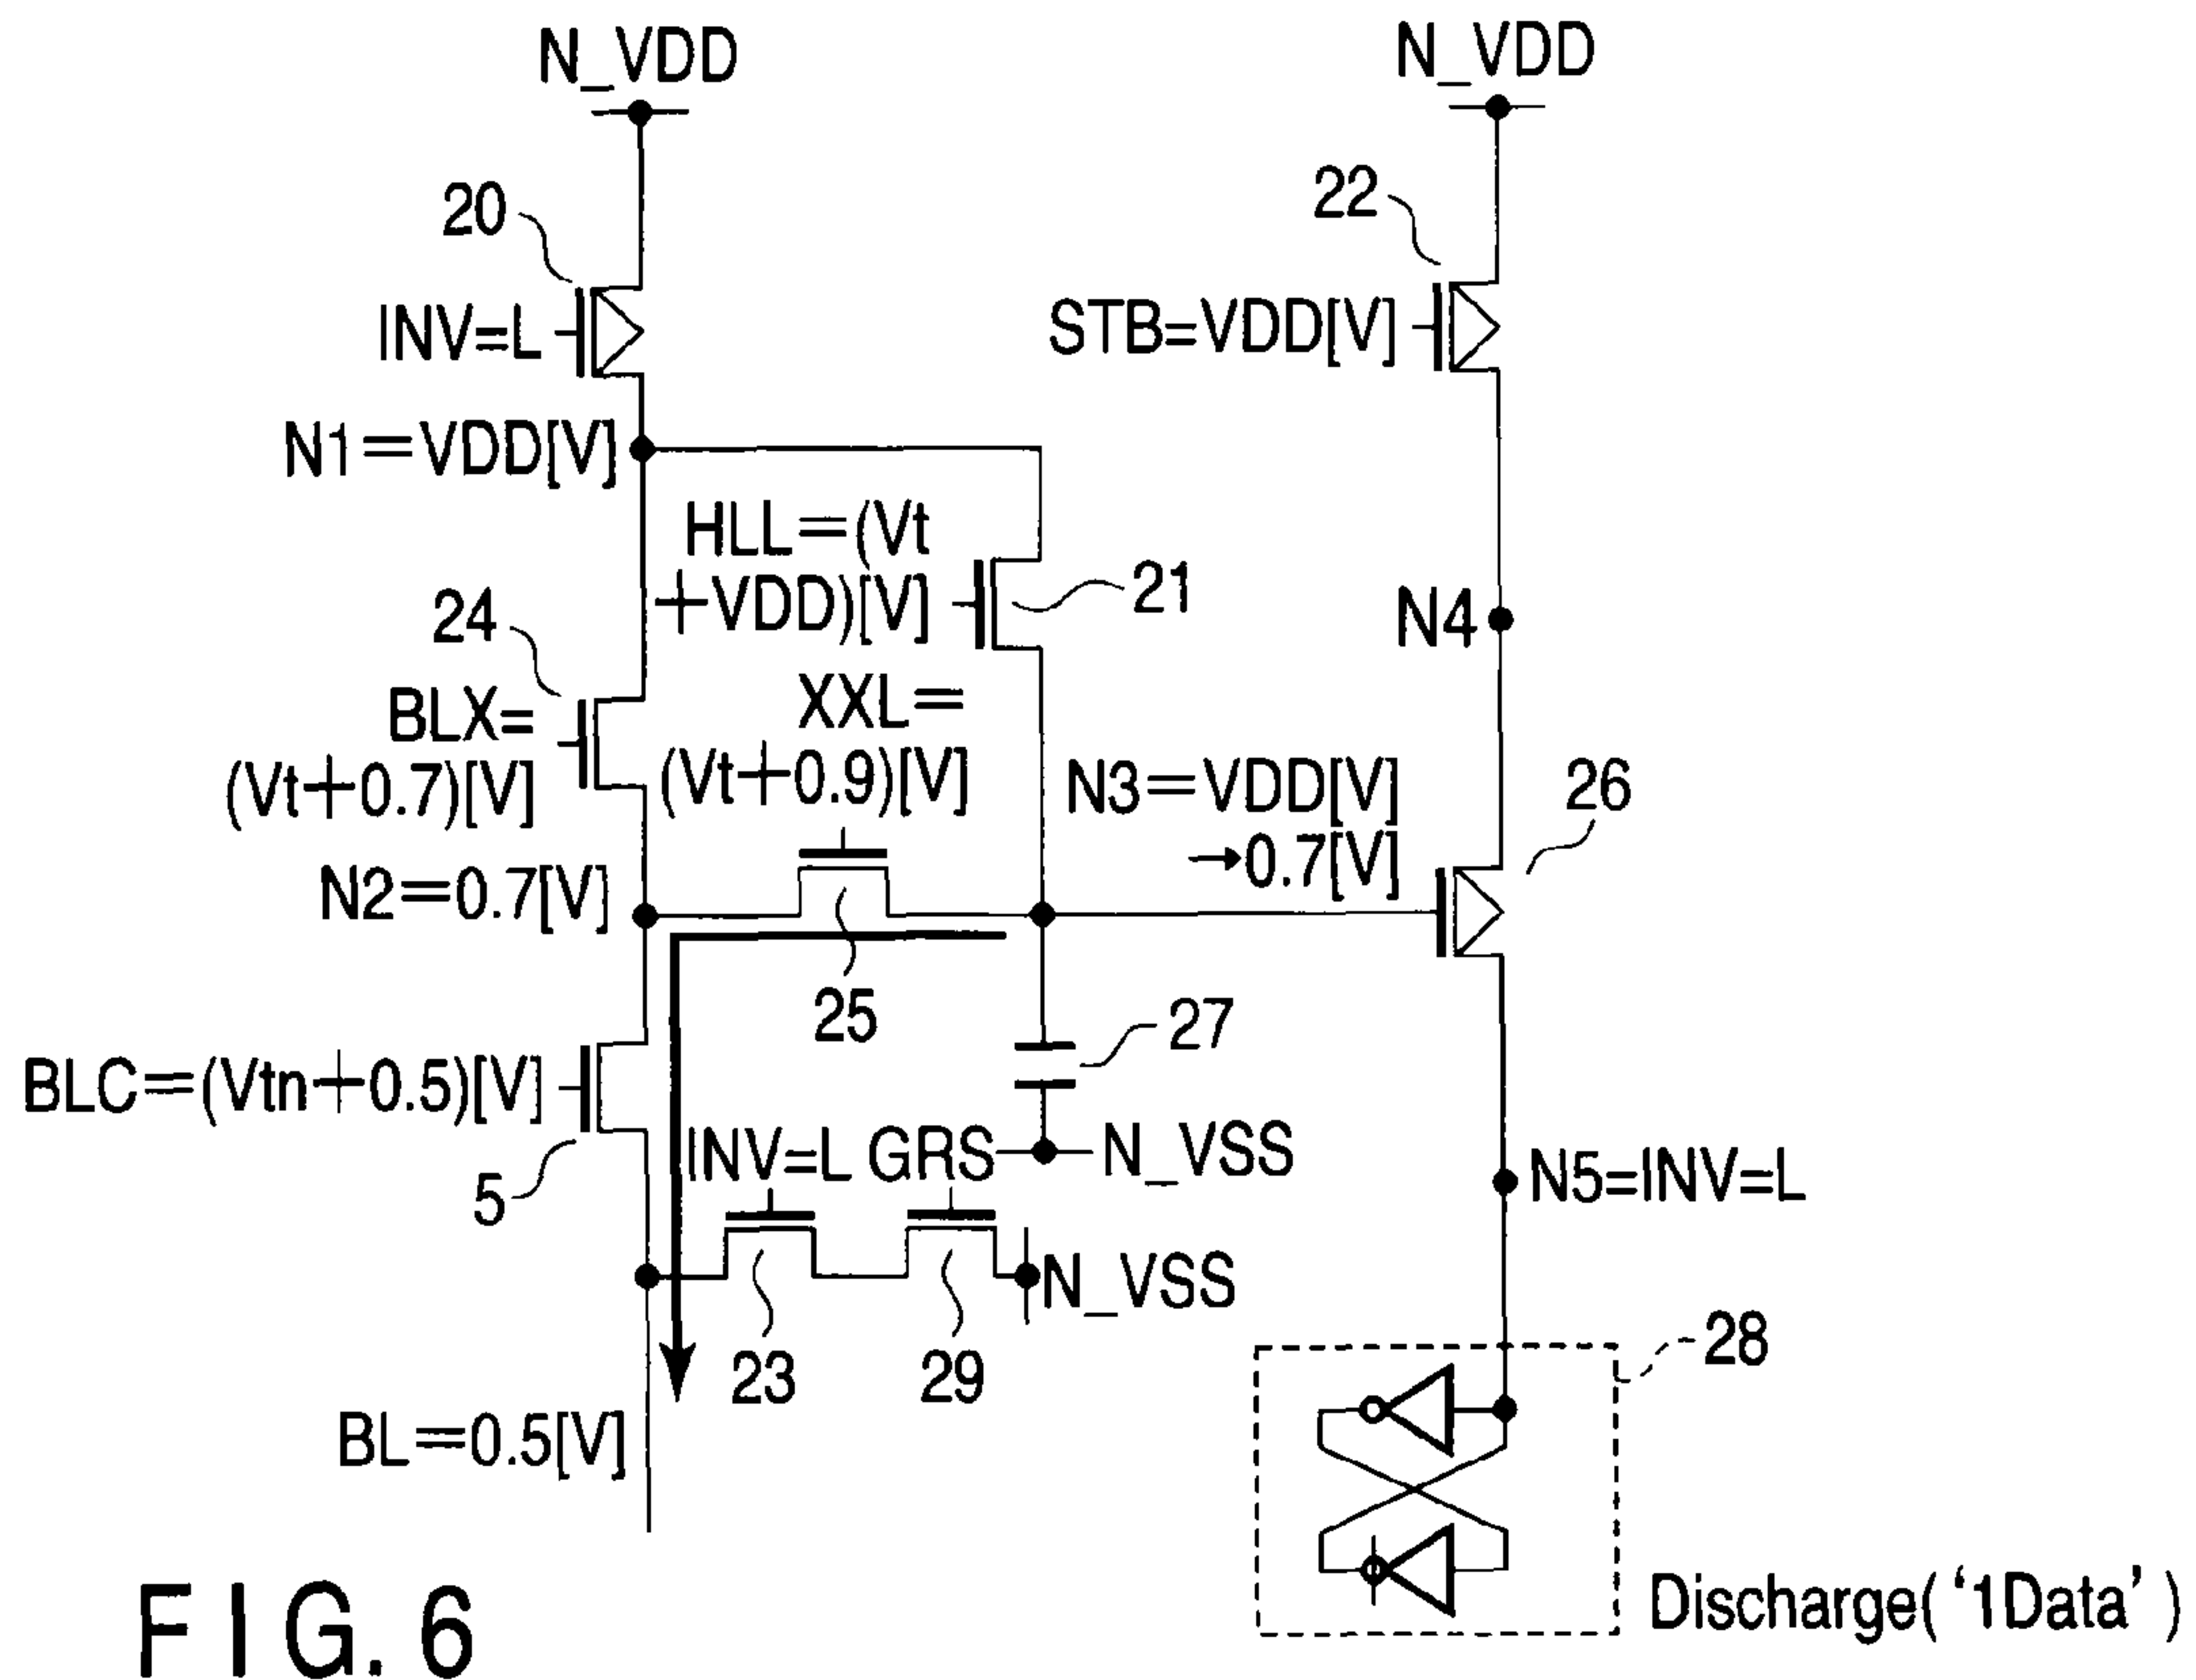 N_VDD
N_VDD
20
22
INV=L
STB=VDD[V]
N1=VDD[V]
HLL=(Vt
+VDD)[V]
21
24
N4
BLX=
(Vt+0.7)[V]
XXL=
(Vt+0.9)[V]
N3=VDD[V]
→0.7[V]
26
N2=0.7[V]
25
27
BLC=(Vtn+0.5)[V]
5
INV=L
GRS
N_VSS
N5=INV=L
N_VSS
23
29
28
BL=0.5[V]
Discharge('1Data')
FIG. 6